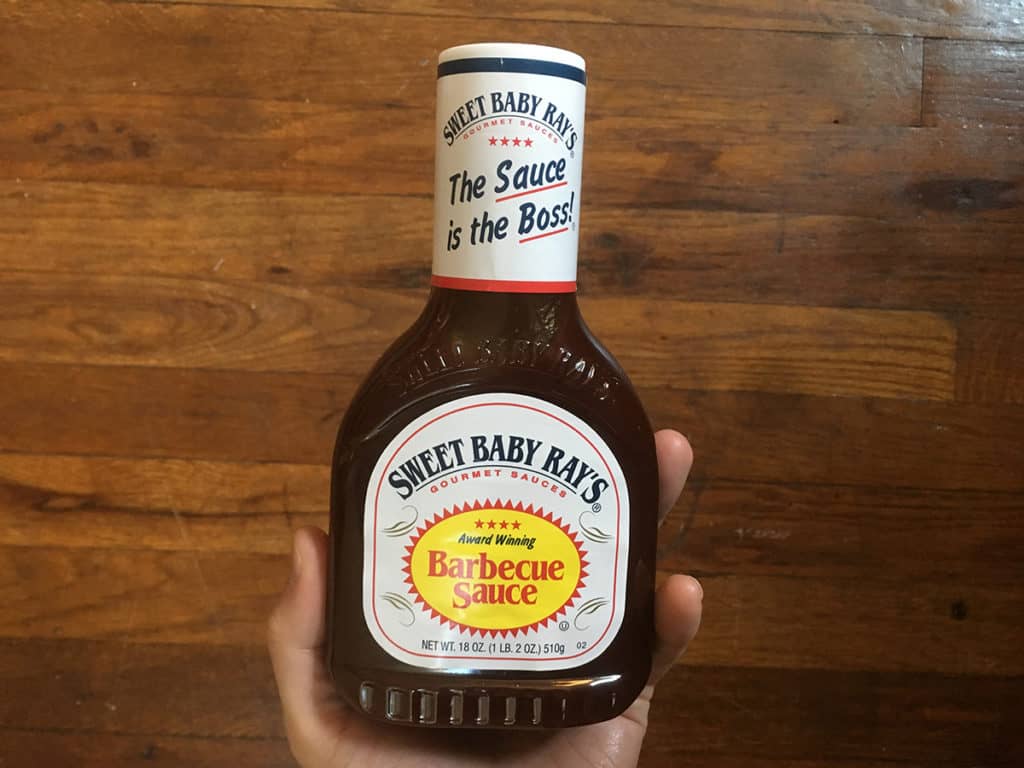 SWEET BABY RAY'S®
GOURMET SAUCES
★★★★
The Sauce
is the Boss!®
SWEET BABY RAY'S
SWEET BABY RAY'S®
GOURMET SAUCES
★★★★
Award Winning
Barbecue
Sauce
NET WT. 18 OZ. (1 LB. 2 OZ.) 510g 02